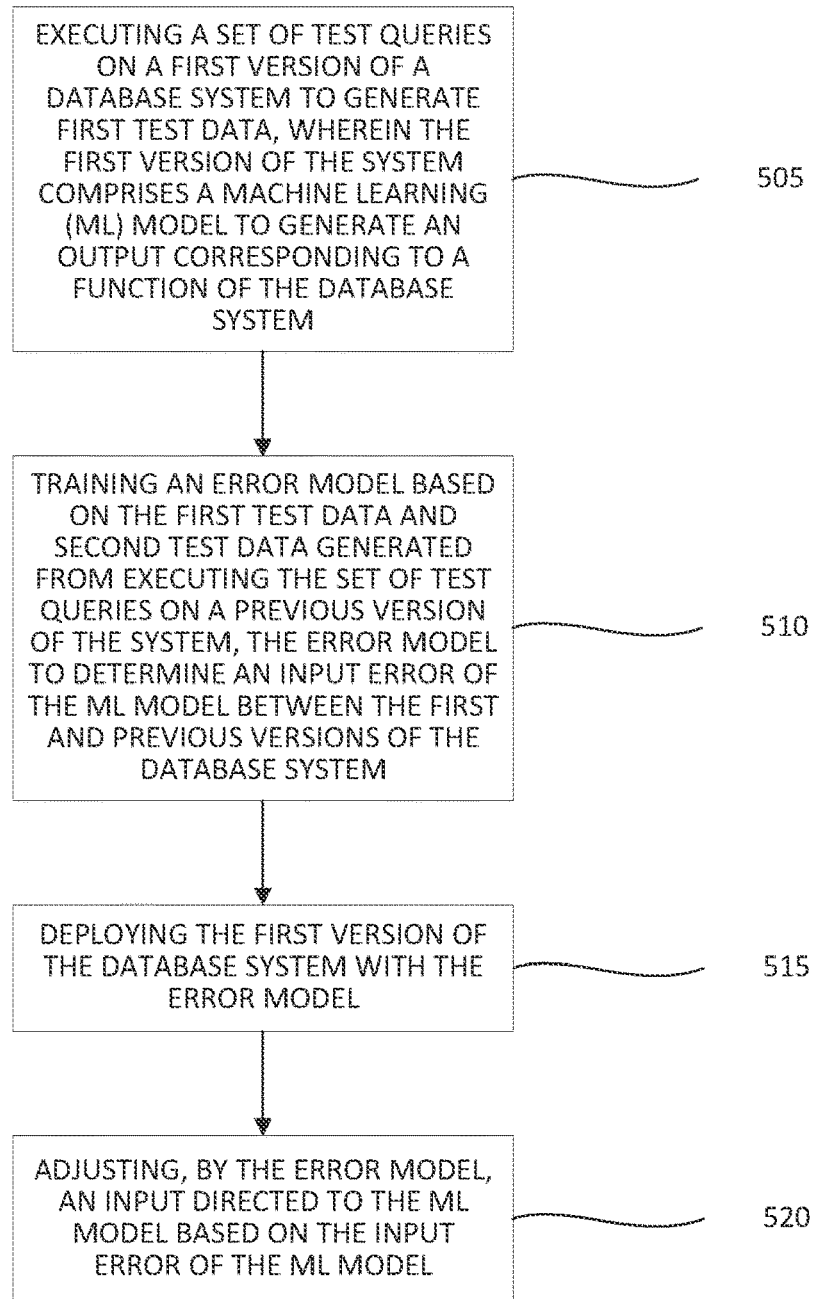 EXECUTING A SET OF TEST QUERIES
ON A FIRST VERSION OF A
DATABASE SYSTEM TO GENERATE
FIRST TEST DATA, WHEREIN THE
FIRST VERSION OF THE SYSTEM
COMPRISES A MACHINE LEARNING
(ML) MODEL TO GENERATE AN
OUTPUT CORRESPONDING TO A
FUNCTION OF THE DATABASE
SYSTEM
505
TRAINING AN ERROR MODEL BASED
ON THE FIRST TEST DATA AND
SECOND TEST DATA GENERATED
FROM EXECUTING THE SET OF TEST
QUERIES ON A PREVIOUS VERSION
OF THE SYSTEM, THE ERROR MODEL
TO DETERMINE AN INPUT ERROR OF
THE ML MODEL BETWEEN THE FIRST
AND PREVIOUS VERSIONS OF THE
DATABASE SYSTEM
510
DEPLOYING THE FIRST VERSION OF
THE DATABASE SYSTEM WITH THE
ERROR MODEL
515
ADJUSTING, BY THE ERROR MODEL,
AN INPUT DIRECTED TO THE ML
MODEL BASED ON THE INPUT
ERROR OF THE ML MODEL
520